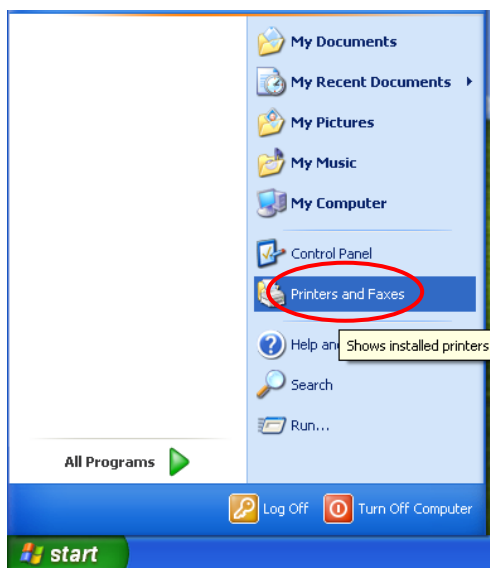 My Documents
My Recent Documents
My Pictures
My Music
My Computer
Control Panel
Printers and Faxes
Help an
Shows installed printers
Search
Run...
All Programs
Log Off
Turn Off Computer
start